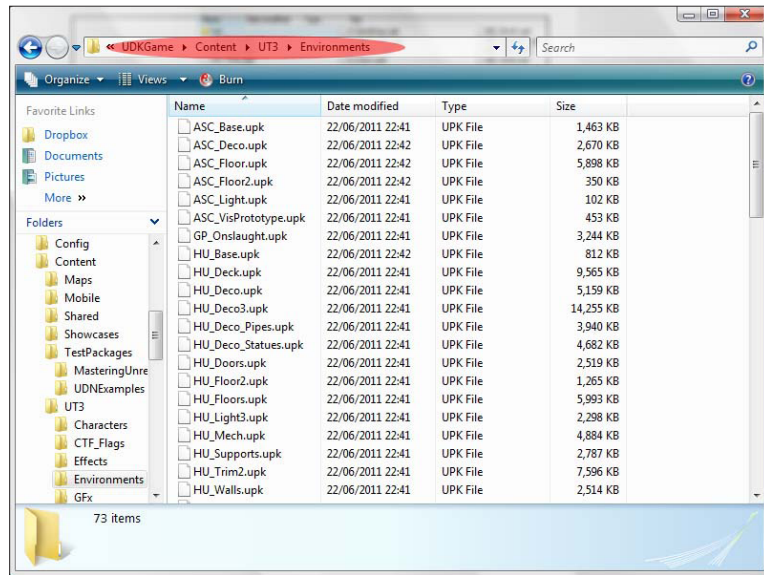 « UDKGame ▸ Content ▸ UT3 ▸ Environments
Search
Organize Views Burn
Favorite Links
Dropbox
Documents
Pictures
More »
Folders
Config
Content
Maps
Mobile
Shared
Showcases
TestPackages
MasteringUnre
UDNExamples
UT3
Characters
CTF_Flags
Effects
Environments
GFx
Name Date modified Type Size
ASC_Base.upk 22/06/2011 22:41 UPK File 1,463 KB
ASC_Deco.upk 22/06/2011 22:42 UPK File 2,670 KB
ASC_Floor.upk 22/06/2011 22:42 UPK File 5,898 KB
ASC_Floor2.upk 22/06/2011 22:42 UPK File 350 KB
ASC_Light.upk 22/06/2011 22:41 UPK File 102 KB
ASC_VisPrototype.upk 22/06/2011 22:41 UPK File 453 KB
GP_Onslaught.upk 22/06/2011 22:41 UPK File 3,244 KB
HU_Base.upk 22/06/2011 22:42 UPK File 812 KB
HU_Deck.upk 22/06/2011 22:41 UPK File 9,565 KB
HU_Deco.upk 22/06/2011 22:41 UPK File 5,159 KB
HU_Deco3.upk 22/06/2011 22:41 UPK File 14,255 KB
HU_Deco_Pipes.upk 22/06/2011 22:41 UPK File 3,940 KB
HU_Deco_Statues.upk 22/06/2011 22:41 UPK File 4,682 KB
HU_Doors.upk 22/06/2011 22:41 UPK File 2,519 KB
HU_Floor2.upk 22/06/2011 22:41 UPK File 1,265 KB
HU_Floors.upk 22/06/2011 22:41 UPK File 5,993 KB
HU_Light3.upk 22/06/2011 22:41 UPK File 2,298 KB
HU_Mech.upk 22/06/2011 22:41 UPK File 4,884 KB
HU_Supports.upk 22/06/2011 22:41 UPK File 2,787 KB
HU_Trim2.upk 22/06/2011 22:41 UPK File 7,596 KB
HU_Walls.upk 22/06/2011 22:41 UPK File 2,514 KB
73 items